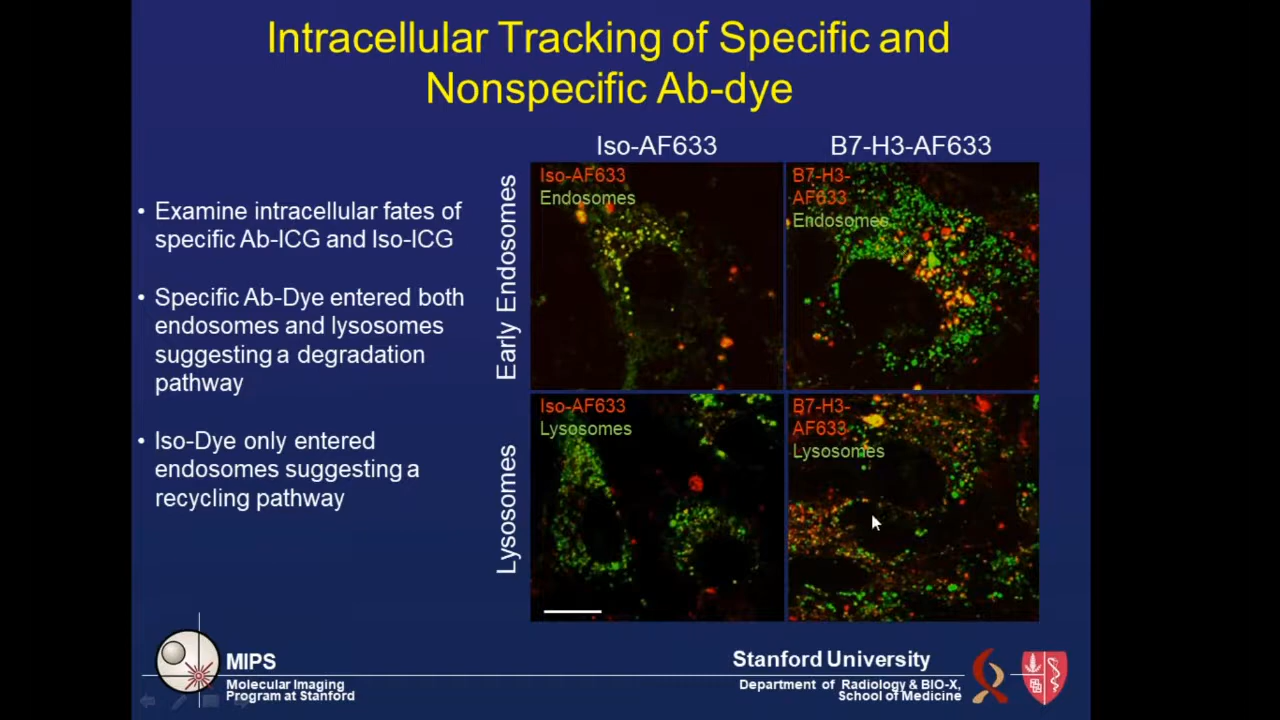 Intracellular Tracking of Specific and
Nonspecific Ab-dye
Iso-AF633
B7-H3-AF633
• Examine intracellular fates of
specific Ab-ICG and Iso-ICG
• Specific Ab-Dye entered both
endosomes and lysosomes
suggesting a degradation
pathway
• Iso-Dye only entered
endosomes suggesting a
recycling pathway
Early Endosomes
Iso-AF633
Endosomes
B7-H3-
AF633
Endosomes
Lysosomes
Iso-AF633
Lysosomes
B7-H3-
AF633
Lysosomes
MIPS
Molecular Imaging
Program at Stanford
Stanford University
Department of Radiology & BIO-X,
School of Medicine